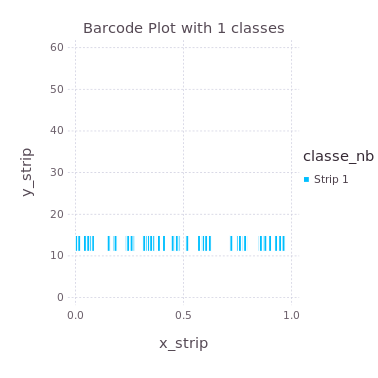 Barcode Plot with 1 classes
60
50
40
30
20
10
0
y_strip
0.0
0.5
1.0
x_strip
classe_nb
Strip 1